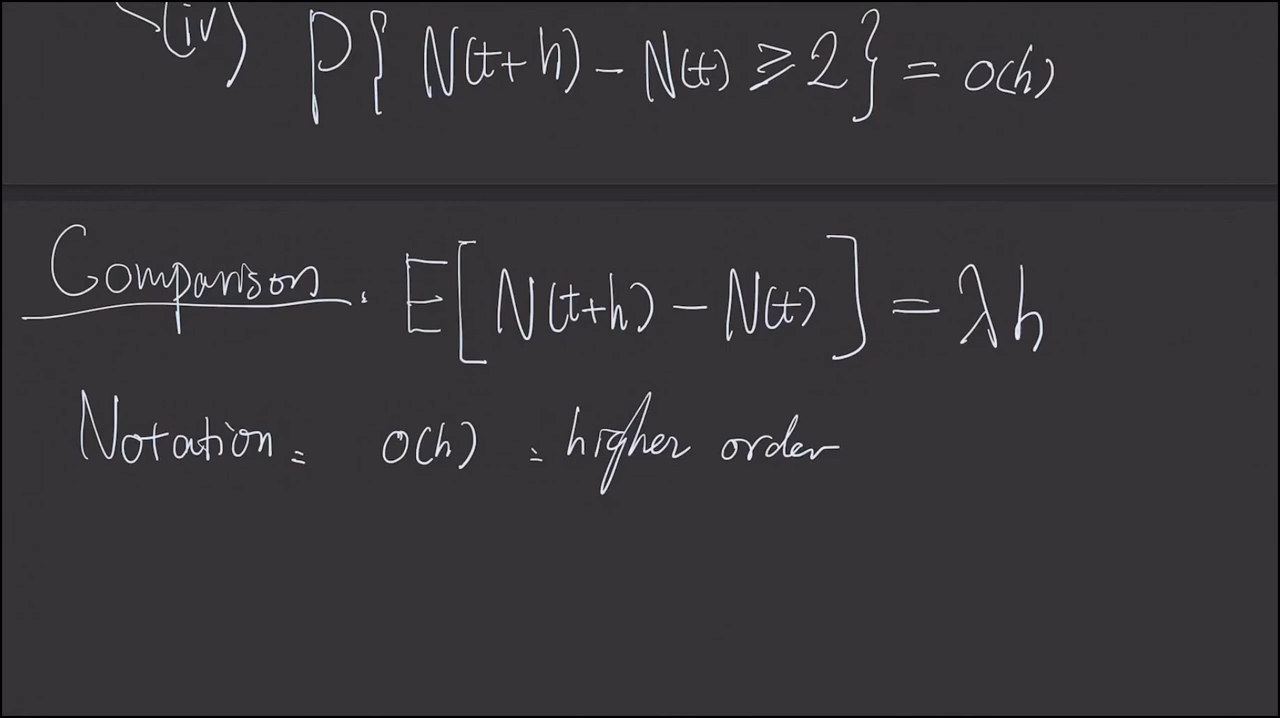 (iv) P{ N(t+h) - N(t) ⩾ 2 } = o(h)
Comparison. E[ N(t+h) - N(t) ] = λh
Notation: o(h) : higher order